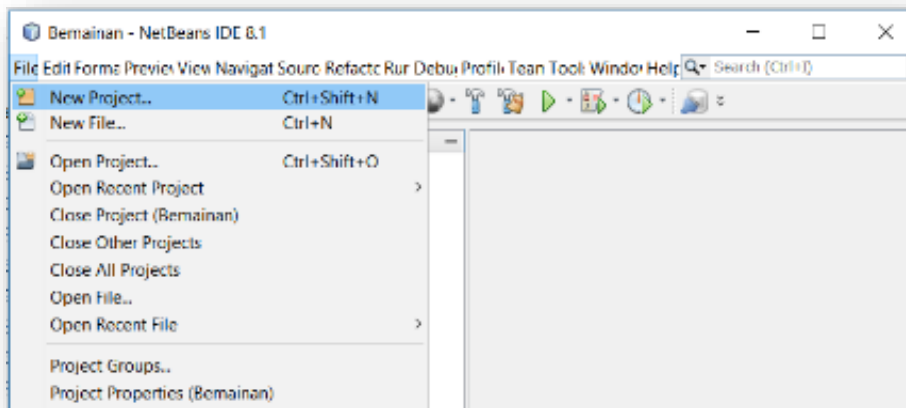 Bemainan - NetBeans IDE 8.1
File Edit Forma Previe View Navigat Sourc Refacto Run Debu Profil Team Tools Windo Help Search (Ctrl+I)
New Project... Ctrl+Shift+N
New File... Ctrl+N
Open Project... Ctrl+Shift+O
Open Recent Project
Close Project (Bemainan)
Close Other Projects
Close All Projects
Open File...
Open Recent File
Project Groups...
Project Properties (Bemainan)